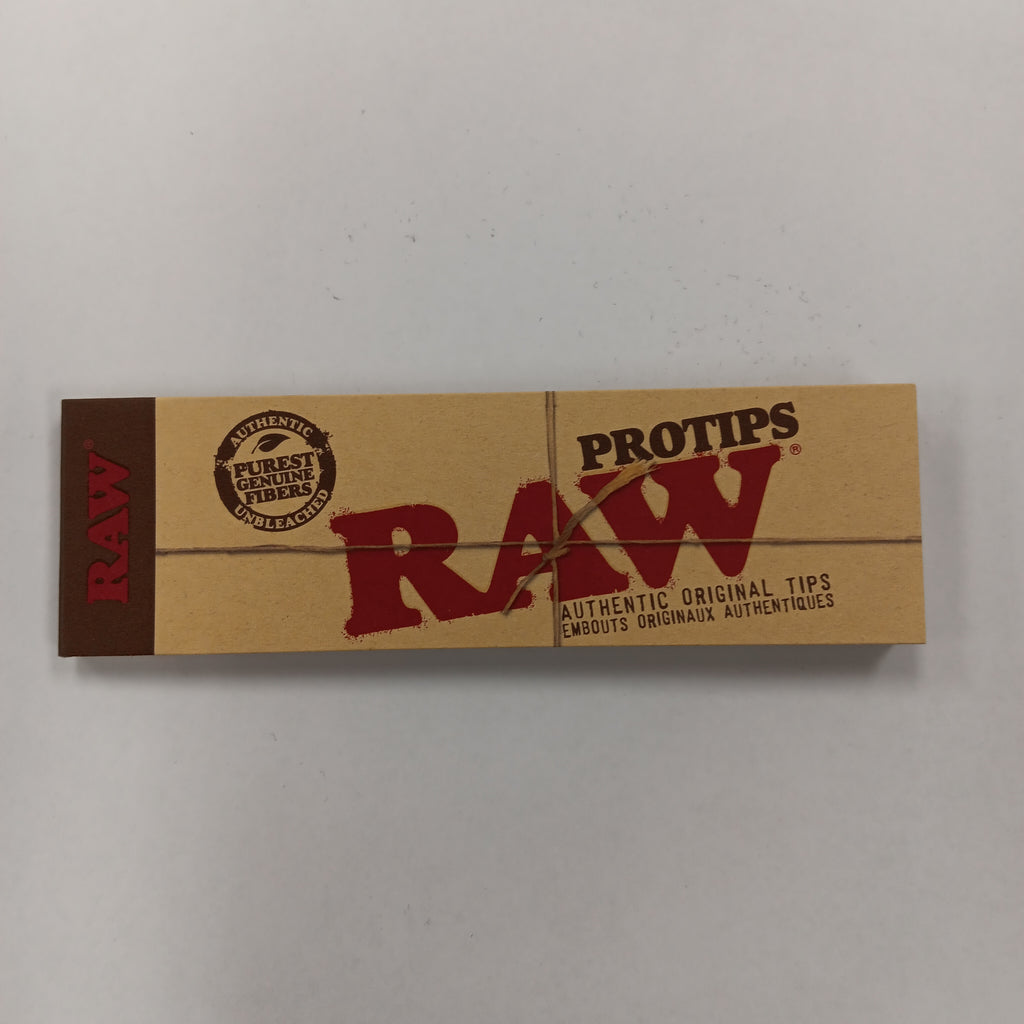 RAW®
AUTHENTIC
PUREST
GENUINE
FIBERS
UNBLEACHED
PROTIPS
RAW®
AUTHENTIC ORIGINAL TIPS
EMBOUTS ORIGINAUX AUTHENTIQUES